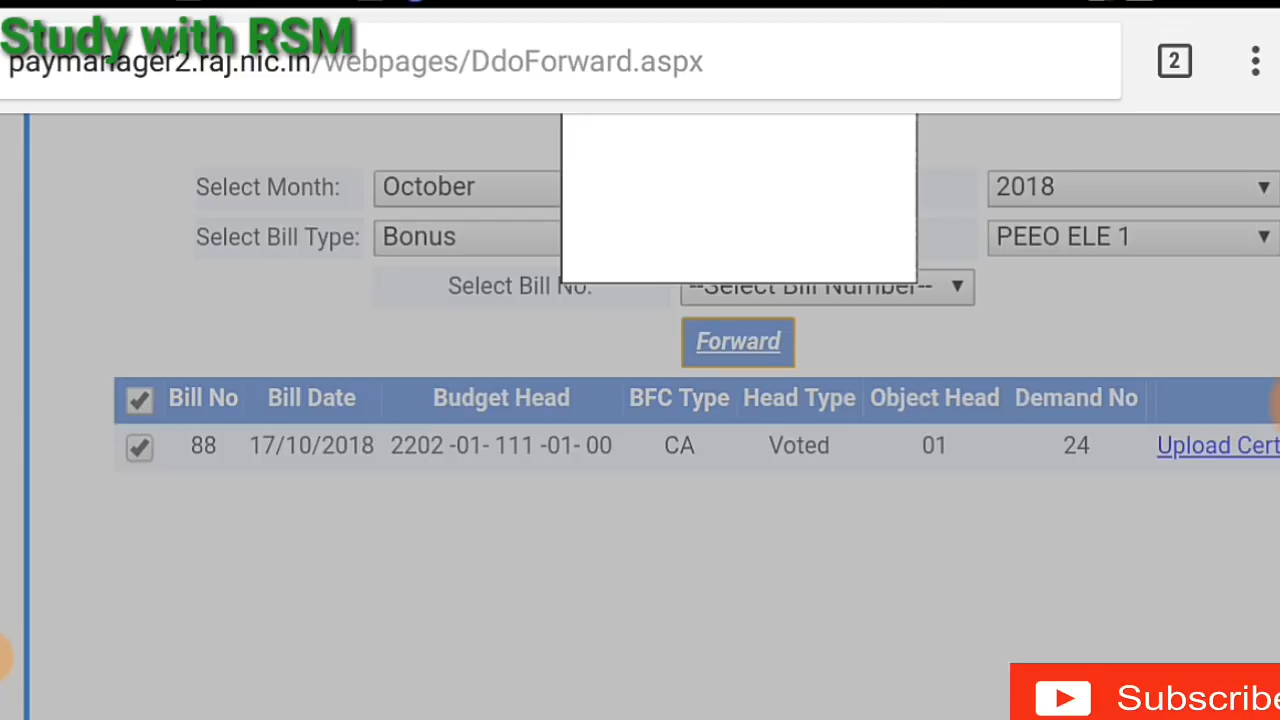 Study with RSM
paymanager2.raj.nic.in/webpages/DdoForward.aspx
2
Select Month: October 2018
Select Bill Type: Bonus PEEO ELE 1
Select Bill No: --Select Bill Number--
Forward
Bill No Bill Date Budget Head BFC Type Head Type Object Head Demand No
88 17/10/2018 2202 -01- 111 -01- 00 CA Voted 01 24 Upload Cert
Subscribe